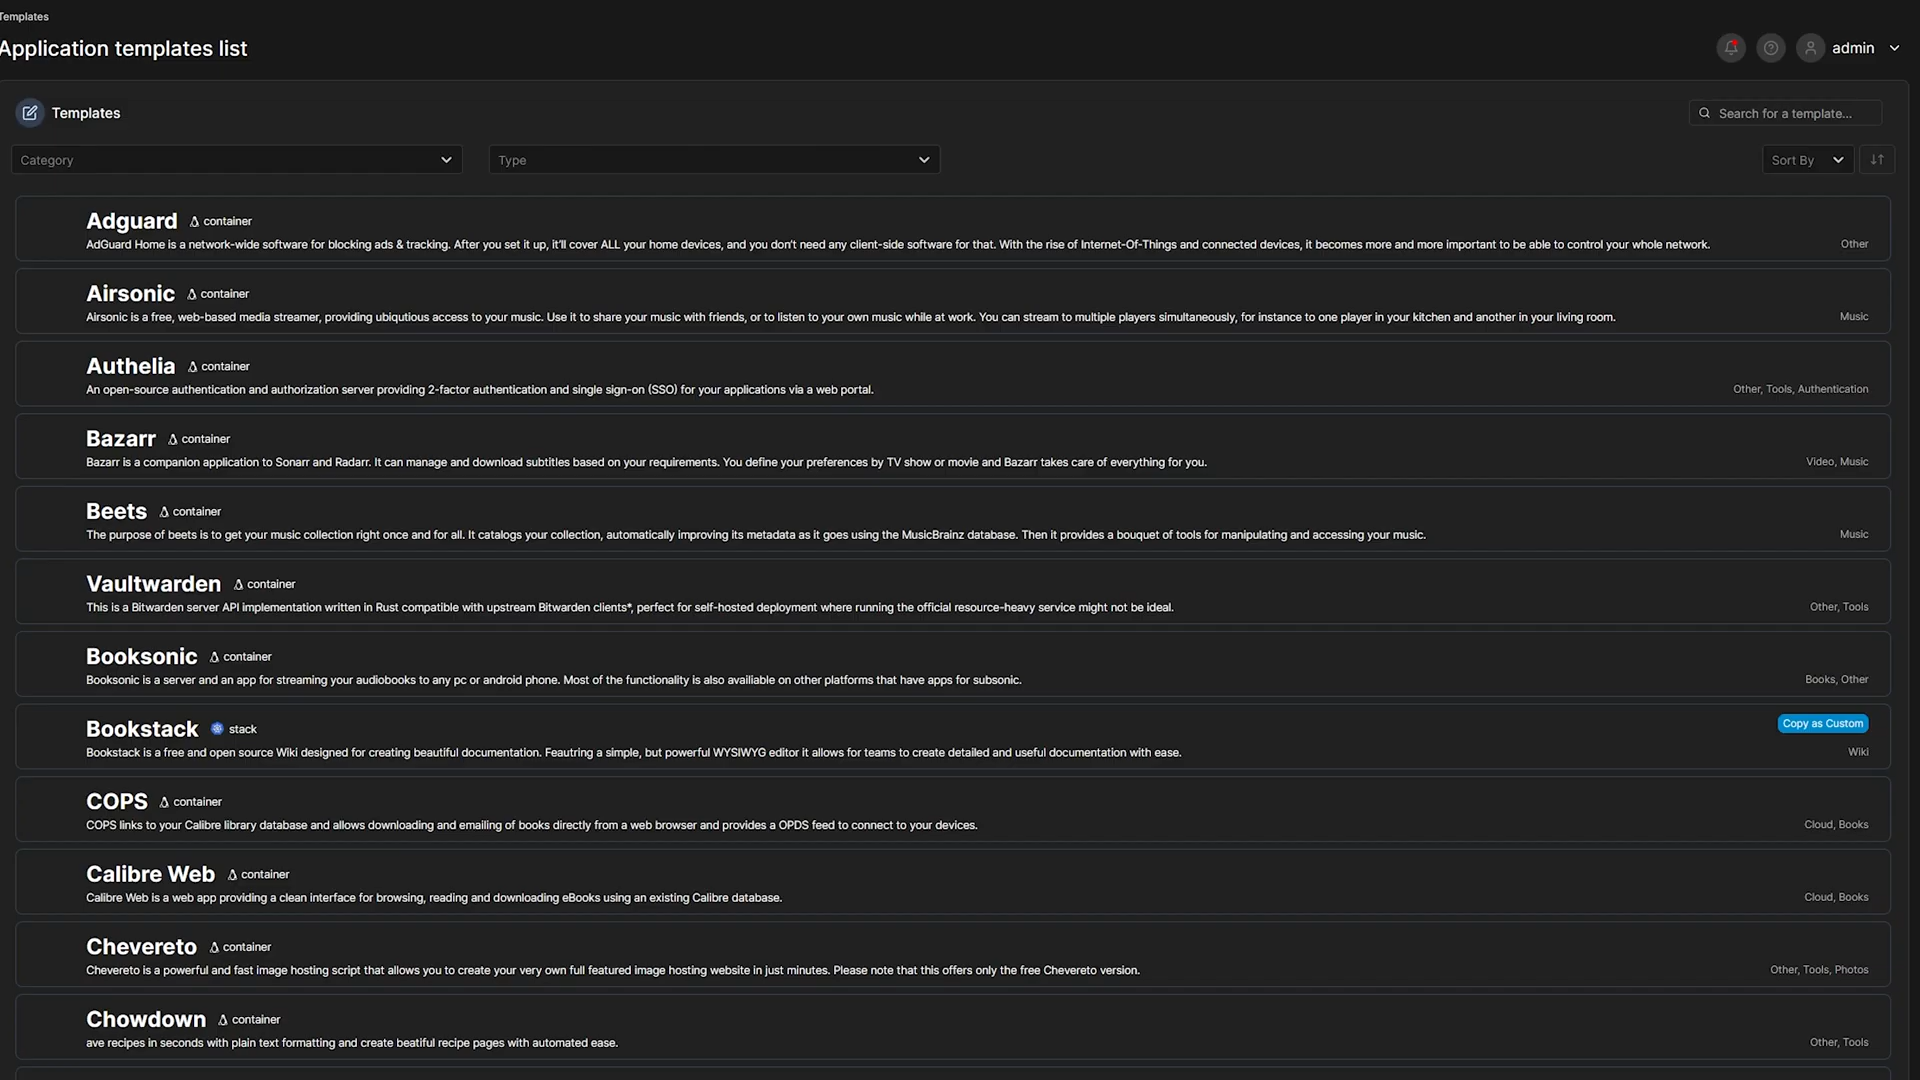 Templates
Application templates list
admin
Templates
Search for a template...
Category
Type
Sort By
Adguard container
AdGuard Home is a network-wide software for blocking ads & tracking. After you set it up, it'll cover ALL your home devices, and you don't need any client-side software for that. With the rise of Internet-Of-Things and connected devices, it becomes more and more important to be able to control your whole network.
Other
Airsonic container
Airsonic is a free, web-based media streamer, providing ubiqutious access to your music. Use it to share your music with friends, or to listen to your own music while at work. You can stream to multiple players simultaneously, for instance to one player in your kitchen and another in your living room.
Music
Authelia container
An open-source authentication and authorization server providing 2-factor authentication and single sign-on (SSO) for your applications via a web portal.
Other, Tools, Authentication
Bazarr container
Bazarr is a companion application to Sonarr and Radarr. It can manage and download subtitles based on your requirements. You define your preferences by TV show or movie and Bazarr takes care of everything for you.
Video, Music
Beets container
The purpose of beets is to get your music collection right once and for all. It catalogs your collection, automatically improving its metadata as it goes using the MusicBrainz database. Then it provides a bouquet of tools for manipulating and accessing your music.
Music
Vaultwarden container
This is a Bitwarden server API implementation written in Rust compatible with upstream Bitwarden clients*, perfect for self-hosted deployment where running the official resource-heavy service might not be ideal.
Other, Tools
Booksonic container
Booksonic is a server and an app for streaming your audiobooks to any pc or android phone. Most of the functionality is also availiable on other platforms that have apps for subsonic.
Books, Other
Bookstack stack
Copy as Custom
Bookstack is a free and open source Wiki designed for creating beautiful documentation. Feautring a simple, but powerful WYSIWYG editor it allows for teams to create detailed and useful documentation with ease.
Wiki
COPS container
COPS links to your Calibre library database and allows downloading and emailing of books directly from a web browser and provides a OPDS feed to connect to your devices.
Cloud, Books
Calibre Web container
Calibre Web is a web app providing a clean interface for browsing, reading and downloading eBooks using an existing Calibre database.
Cloud, Books
Chevereto container
Chevereto is a powerful and fast image hosting script that allows you to create your very own full featured image hosting website in just minutes. Please note that this offers only the free Chevereto version.
Other, Tools, Photos
Chowdown container
ave recipes in seconds with plain text formatting and create beatiful recipe pages with automated ease.
Other, Tools